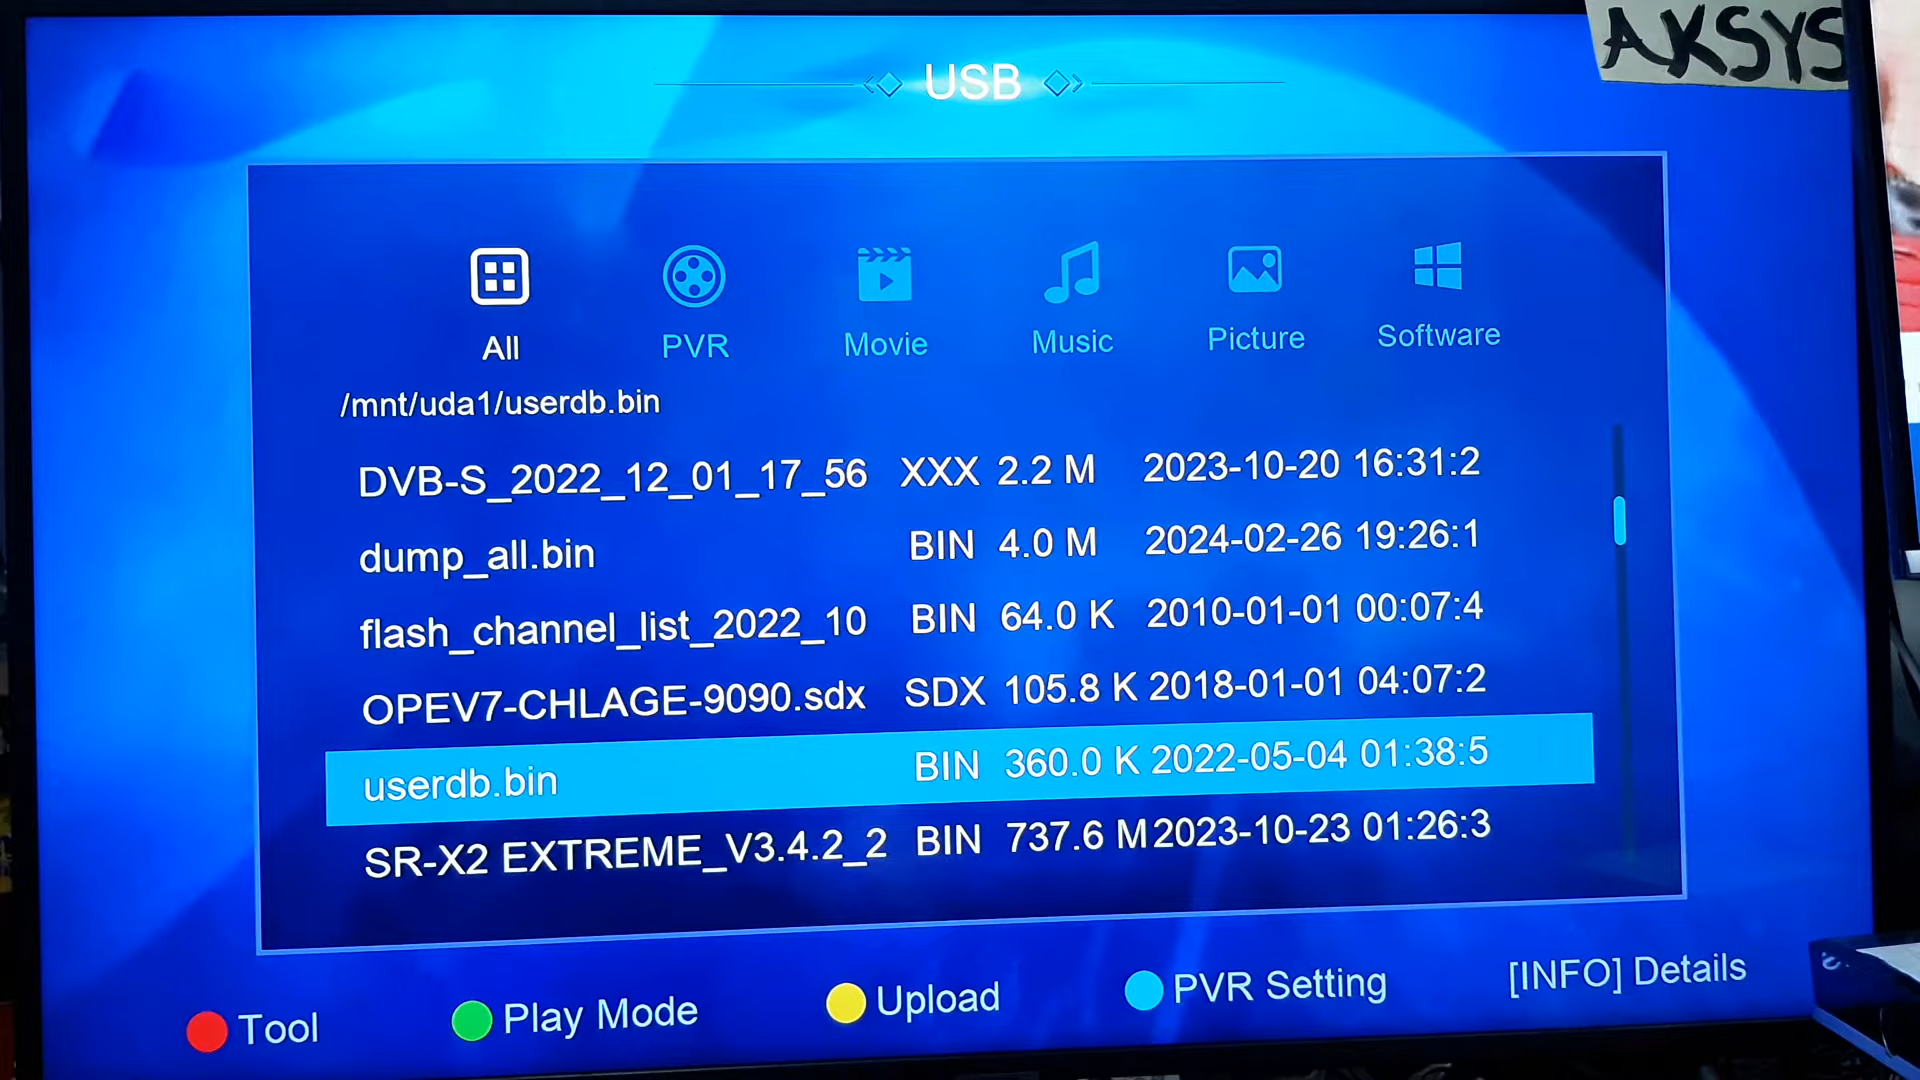 AKSYS
USB
All PVR Movie Music Picture Software
/mnt/uda1/userdb.bin
DVB-S_2022_12_01_17_56 XXX 2.2 M 2023-10-20 16:31:2
dump_all.bin BIN 4.0 M 2024-02-26 19:26:1
flash_channel_list_2022_10 BIN 64.0 K 2010-01-01 00:07:4
OPEV7-CHLAGE-9090.sdx SDX 105.8 K 2018-01-01 04:07:2
userdb.bin BIN 360.0 K 2022-05-04 01:38:5
SR-X2 EXTREME_V3.4.2_2 BIN 737.6 M 2023-10-23 01:26:3
Tool Play Mode Upload PVR Setting [INFO] Details